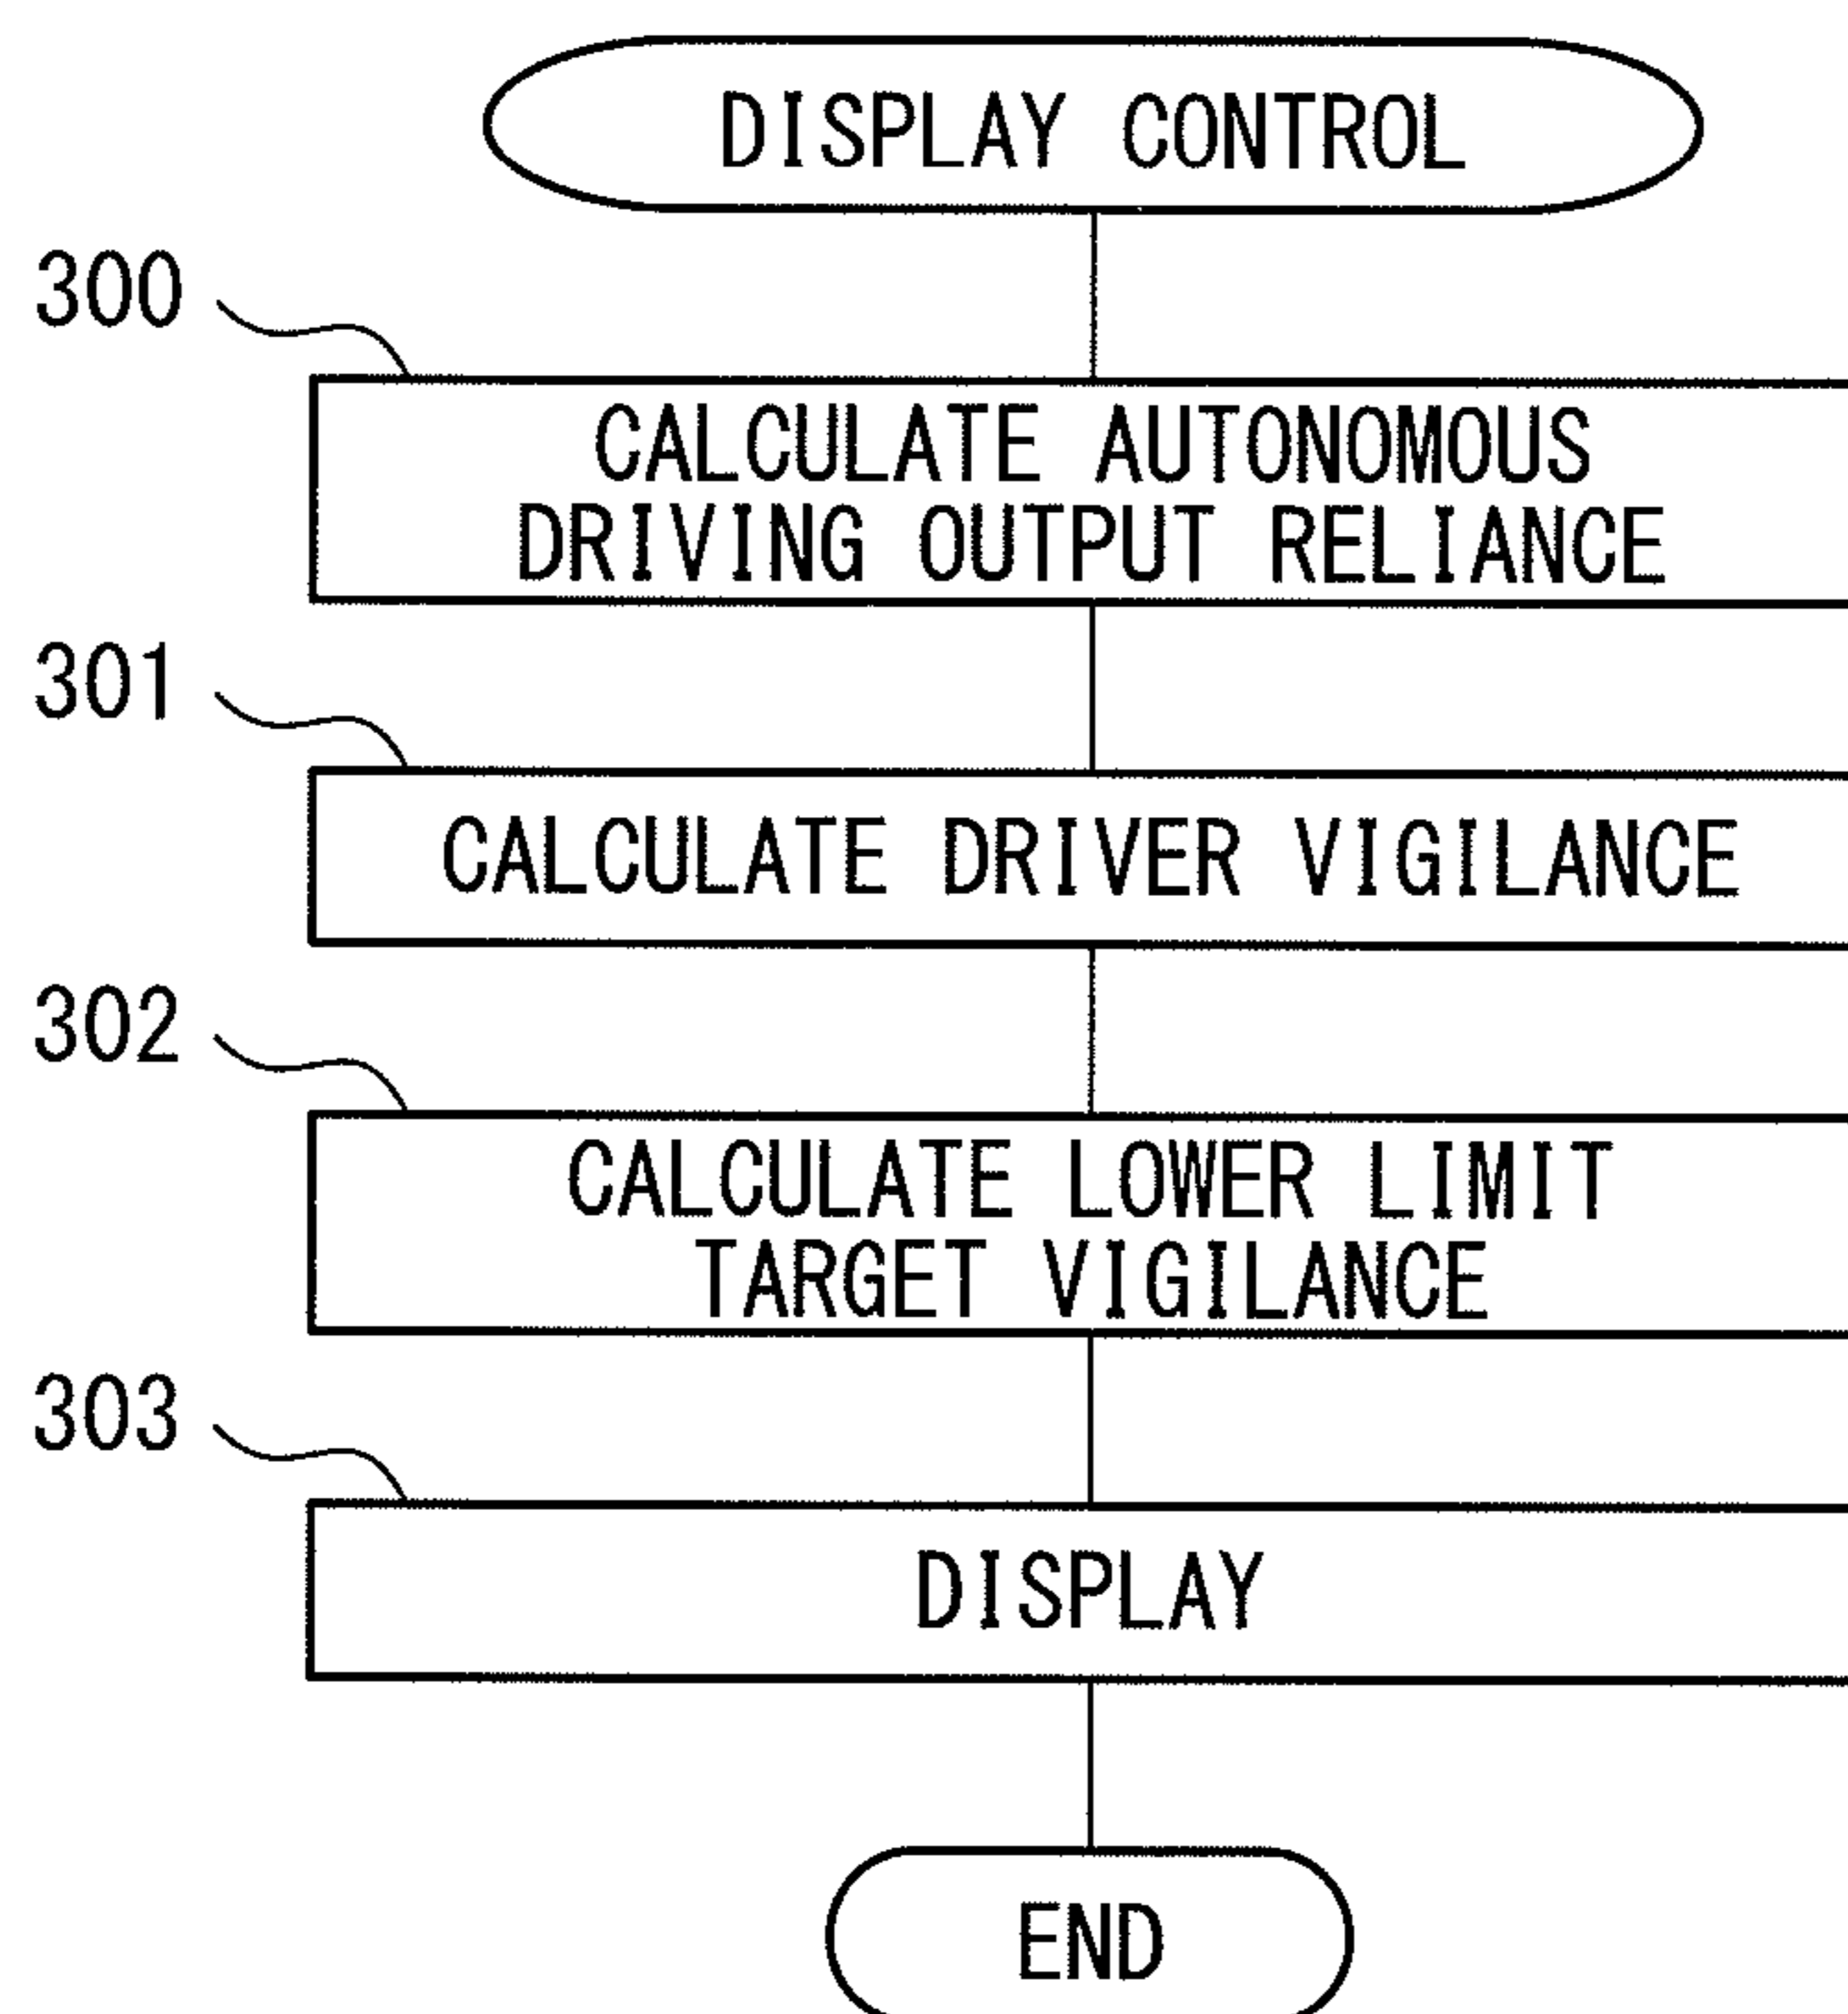 DISPLAY CONTROL
300
CALCULATE AUTONOMOUS
DRIVING OUTPUT RELIANCE
301
CALCULATE DRIVER VIGILANCE
302
CALCULATE LOWER LIMIT
TARGET VIGILANCE
303
DISPLAY
END